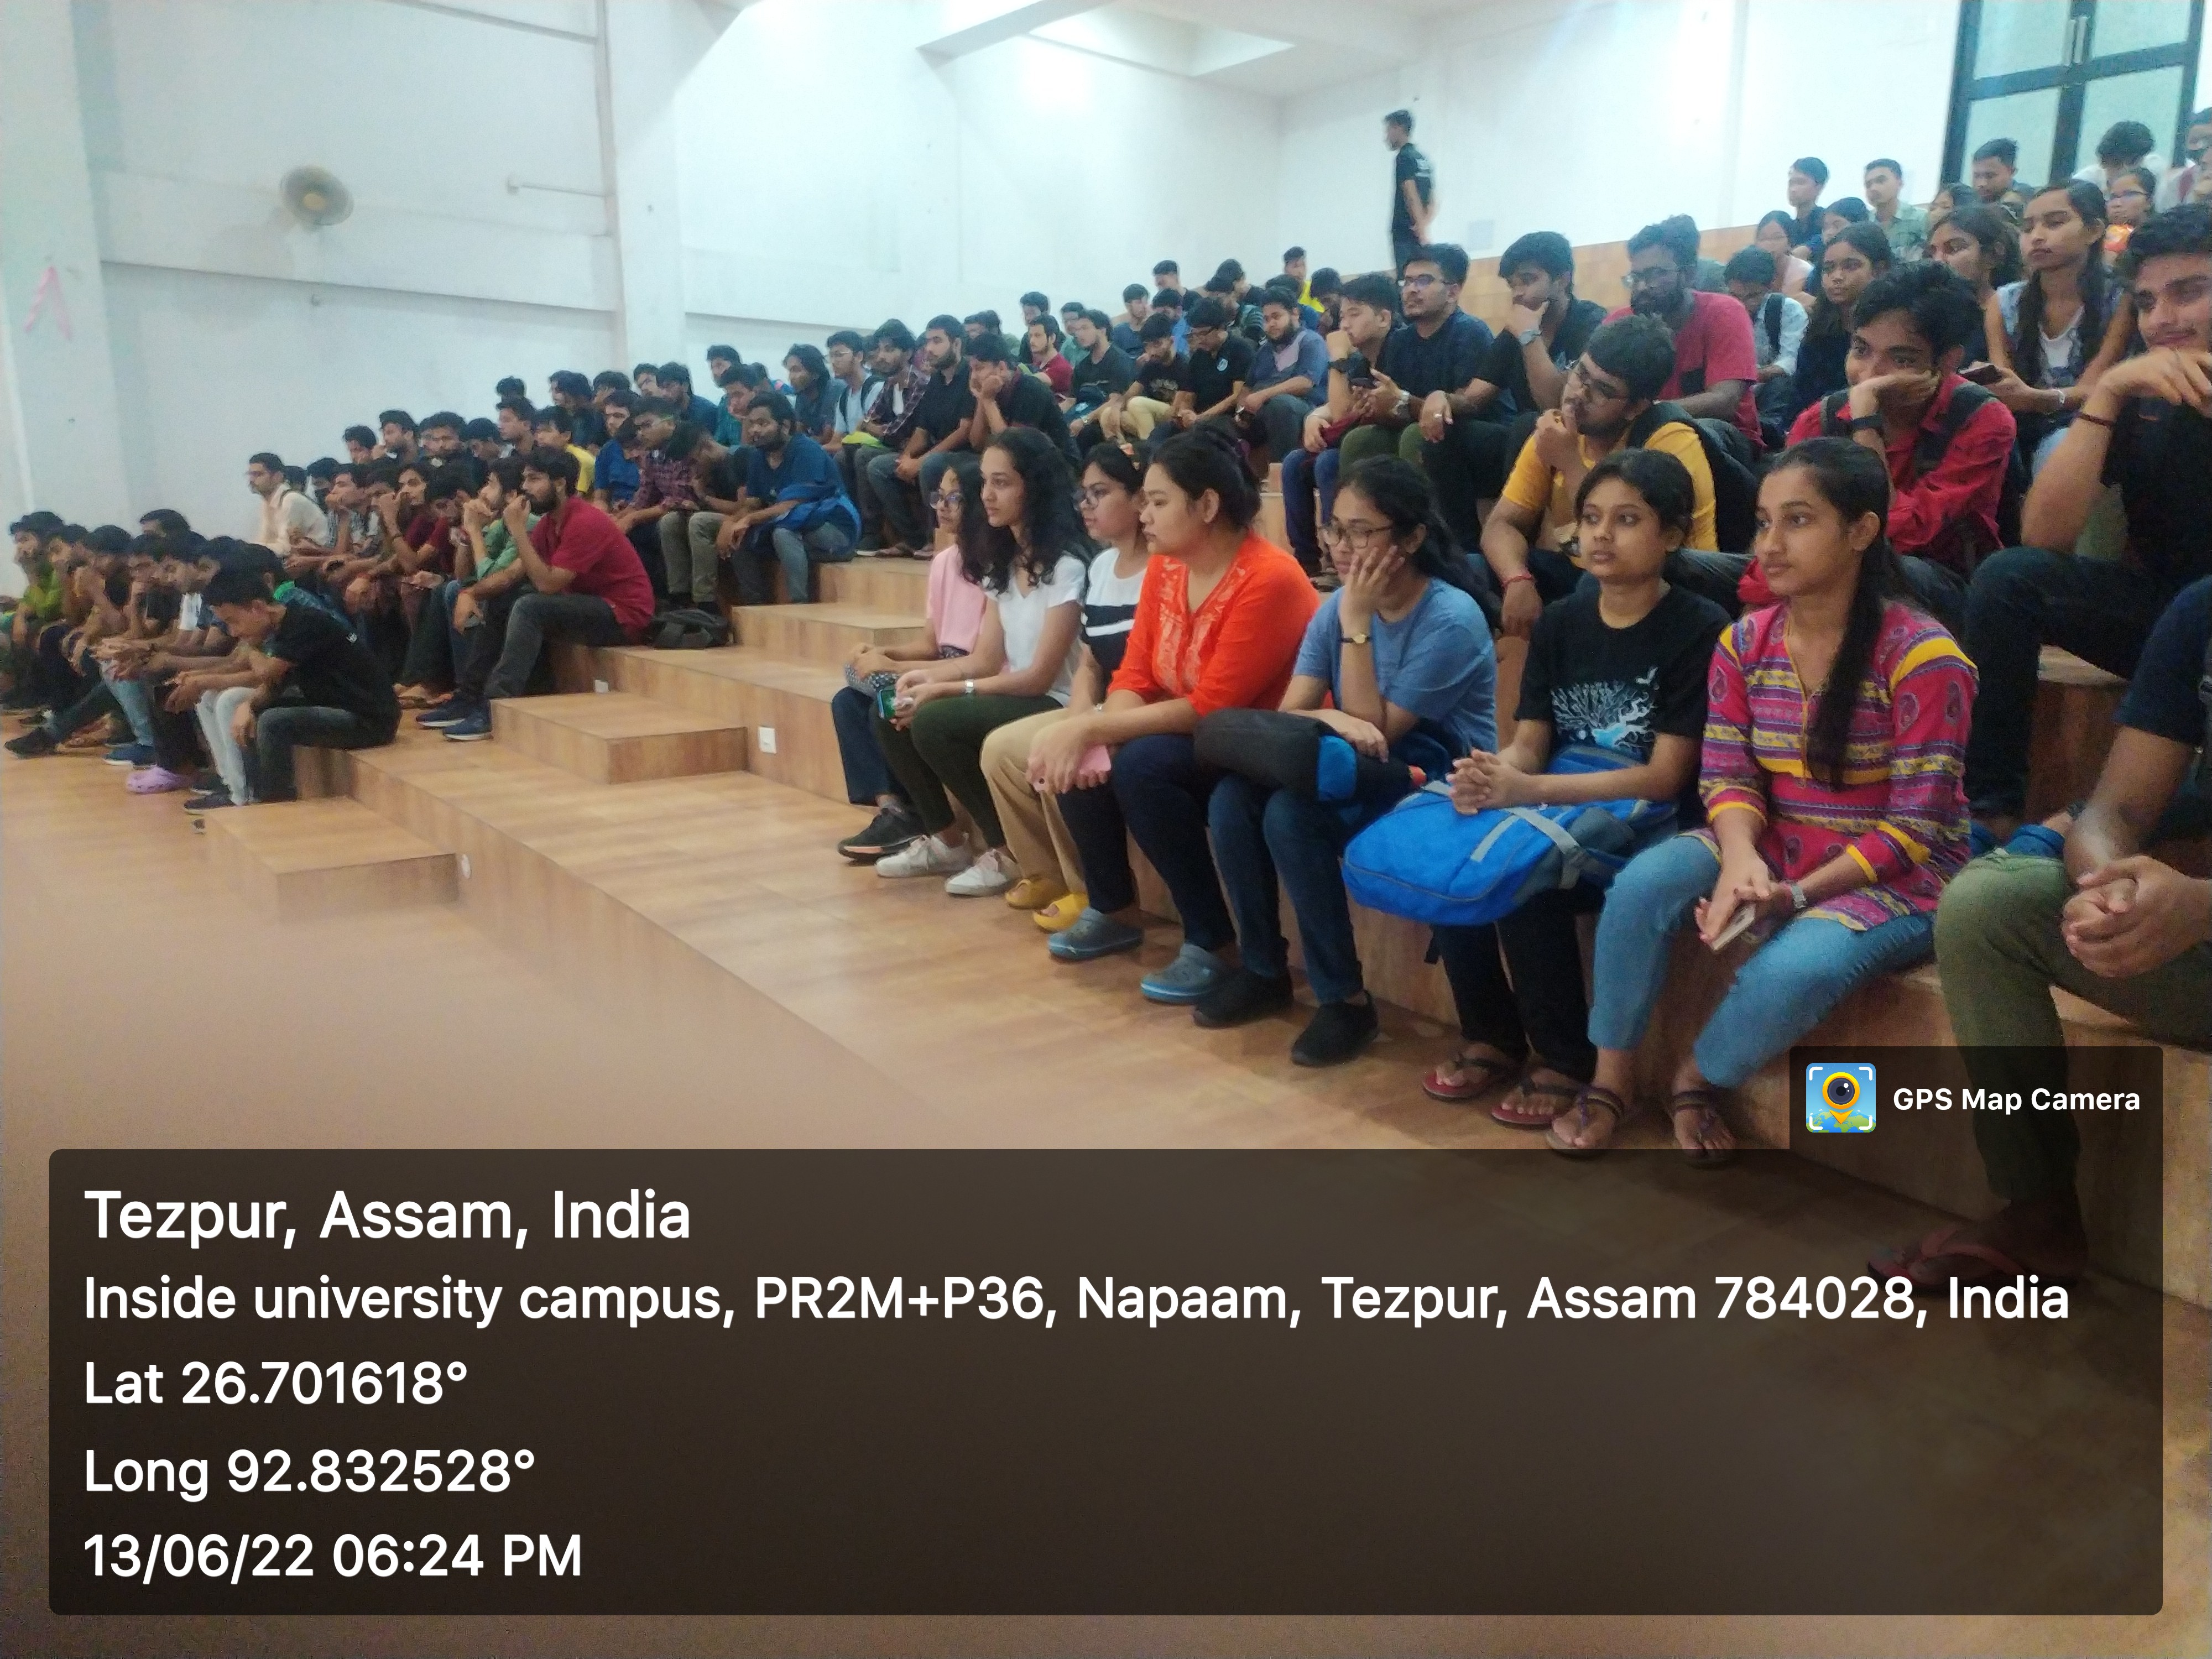 GPS Map Camera
Tezpur, Assam, India
Inside university campus, PR2M+P36, Napaam, Tezpur, Assam 784028, India
Lat 26.701618°
Long 92.832528°
13/06/22 06:24 PM